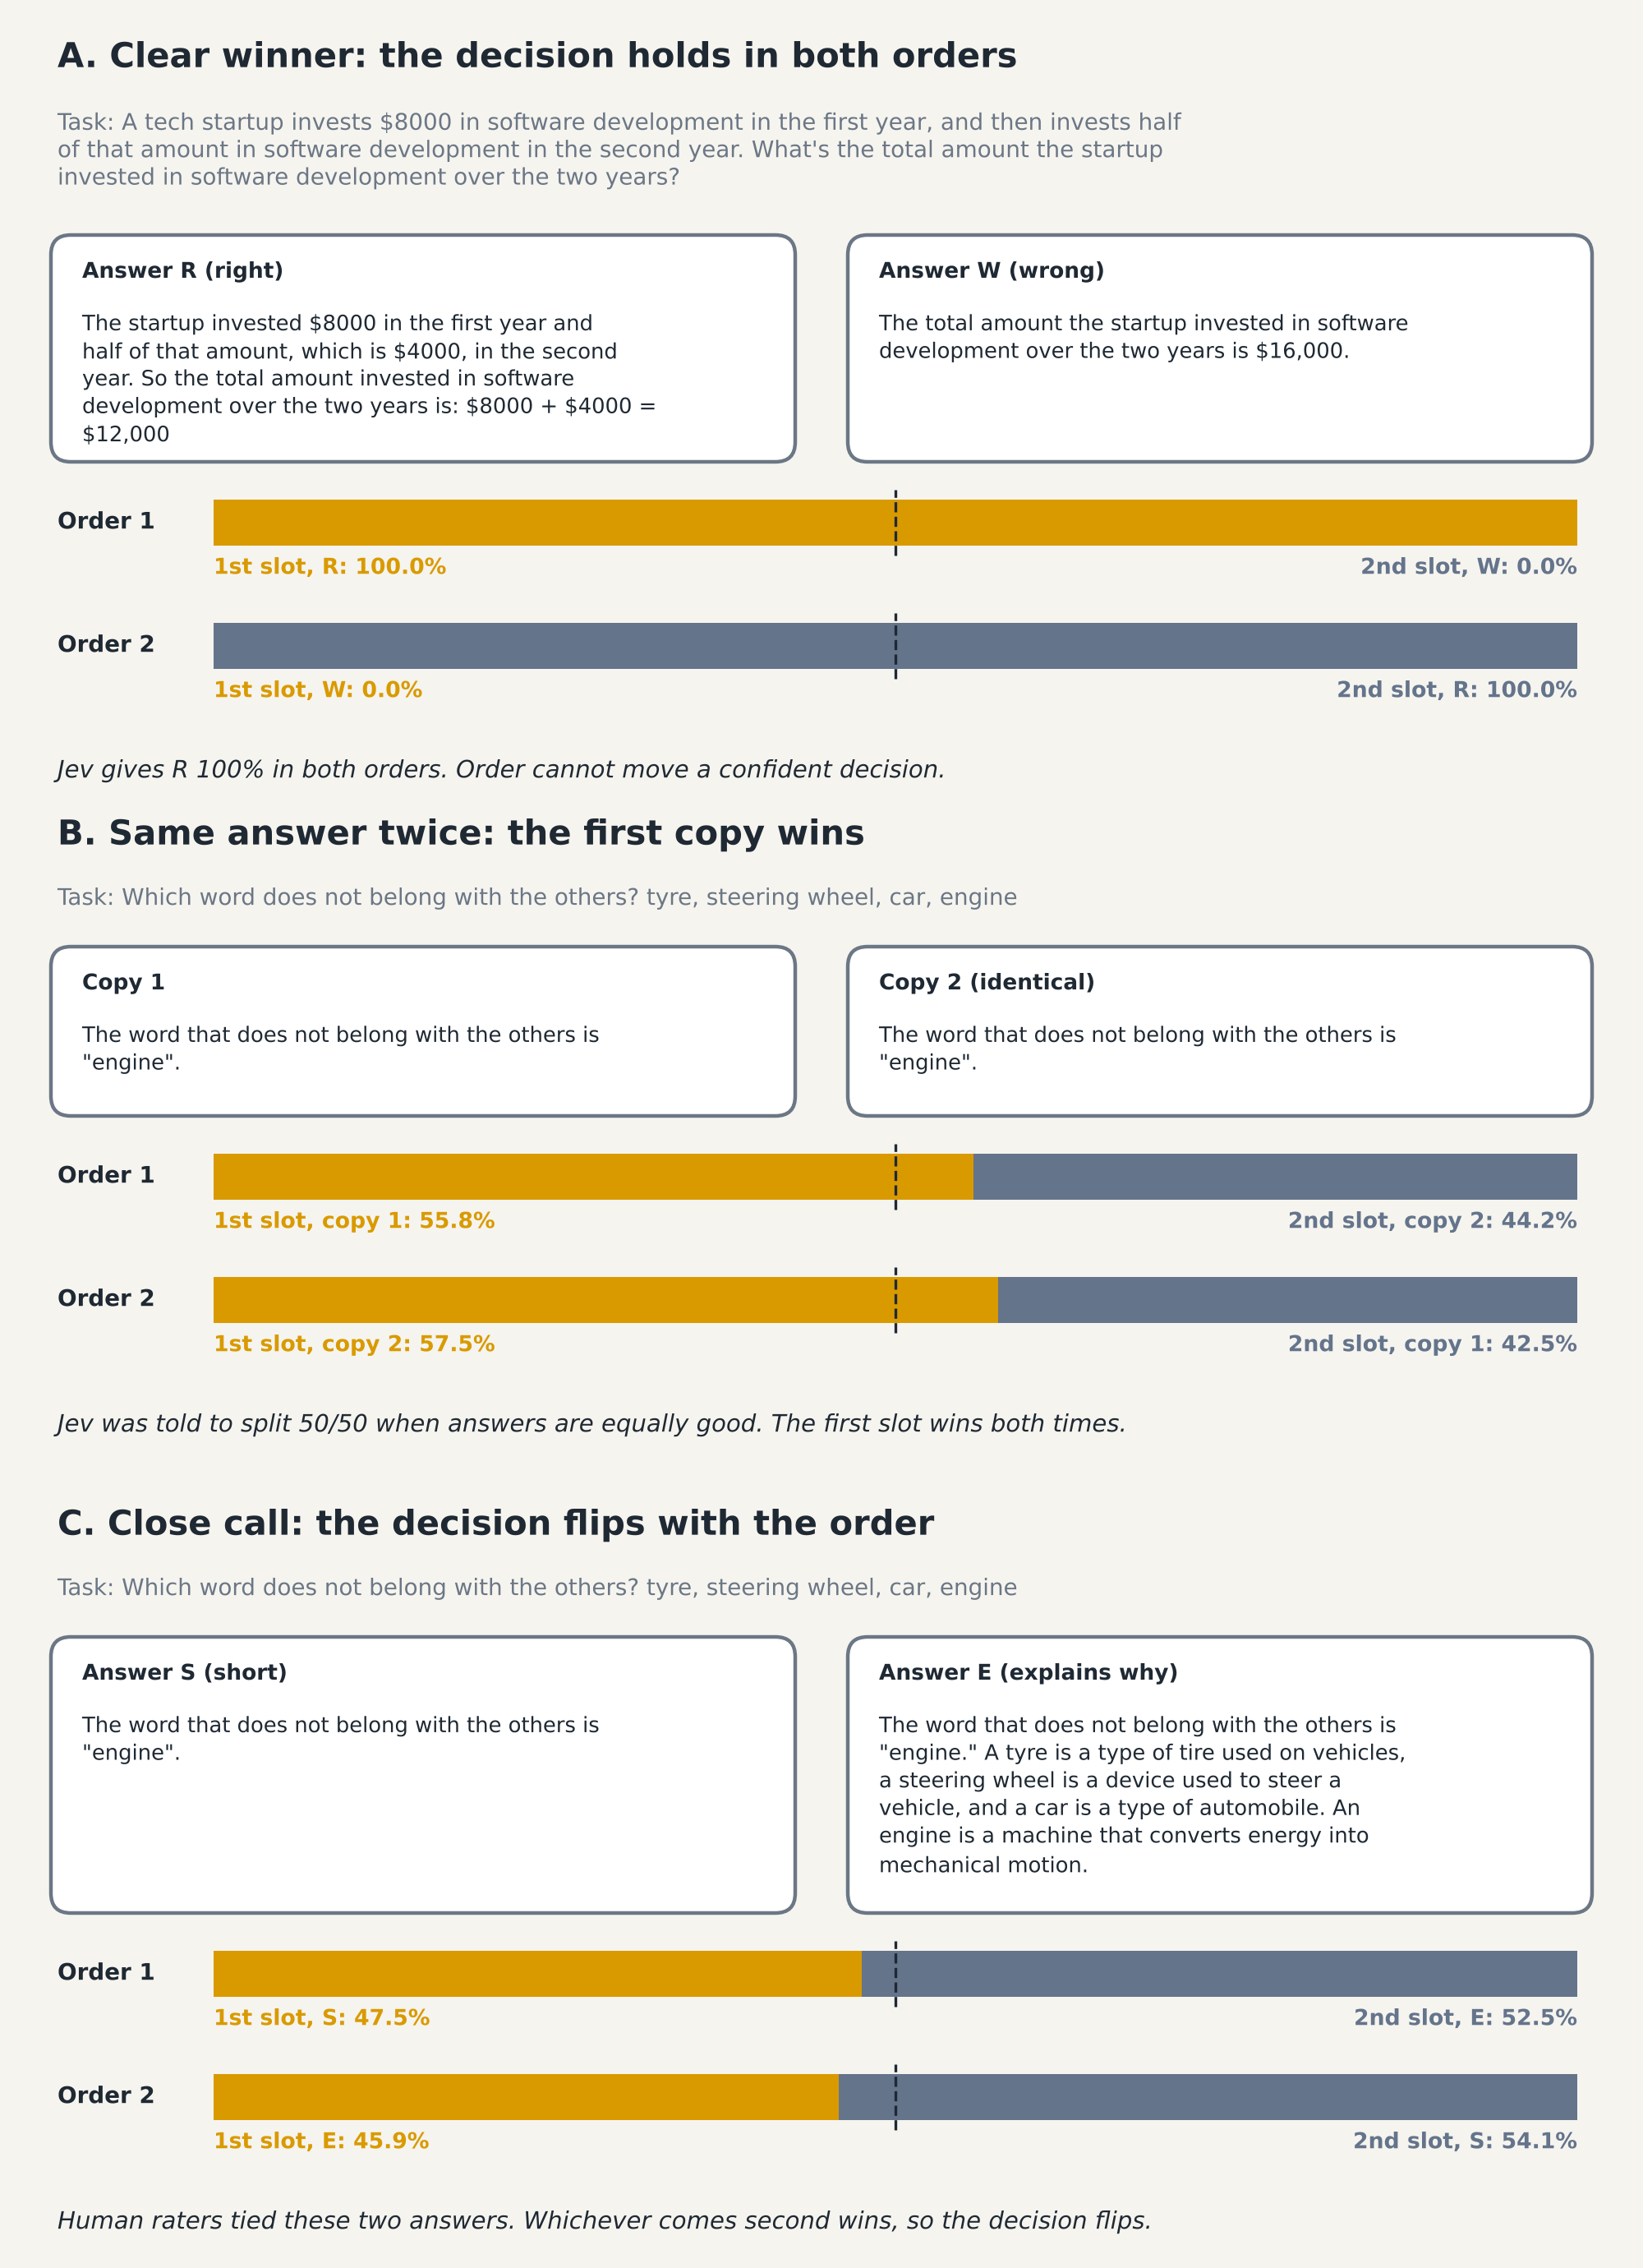 A. Clear winner: the decision holds in both orders
Task: A tech startup invests $8000 in software development in the first year, and then invests half
of that amount in software development in the second year. What's the total amount the startup
invested in software development over the two years?
Answer R (right)
The startup invested $8000 in the first year and
half of that amount, which is $4000, in the second
year. So the total amount invested in software
development over the two years is: $8000 + $4000 =
$12,000
Answer W (wrong)
The total amount the startup invested in software
development over the two years is $16,000.
Order 1
1st slot, R: 100.0%
2nd slot, W: 0.0%
Order 2
1st slot, W: 0.0%
2nd slot, R: 100.0%
Jev gives R 100% in both orders. Order cannot move a confident decision.
B. Same answer twice: the first copy wins
Task: Which word does not belong with the others? tyre, steering wheel, car, engine
Copy 1
The word that does not belong with the others is
"engine".
Copy 2 (identical)
The word that does not belong with the others is
"engine".
Order 1
1st slot, copy 1: 55.8%
2nd slot, copy 2: 44.2%
Order 2
1st slot, copy 2: 57.5%
2nd slot, copy 1: 42.5%
Jev was told to split 50/50 when answers are equally good. The first slot wins both times.
C. Close call: the decision flips with the order
Task: Which word does not belong with the others? tyre, steering wheel, car, engine
Answer S (short)
The word that does not belong with the others is
"engine".
Answer E (explains why)
The word that does not belong with the others is
"engine." A tyre is a type of tire used on vehicles,
a steering wheel is a device used to steer a
vehicle, and a car is a type of automobile. An
engine is a machine that converts energy into
mechanical motion.
Order 1
1st slot, S: 47.5%
2nd slot, E: 52.5%
Order 2
1st slot, E: 45.9%
2nd slot, S: 54.1%
Human raters tied these two answers. Whichever comes second wins, so the decision flips.